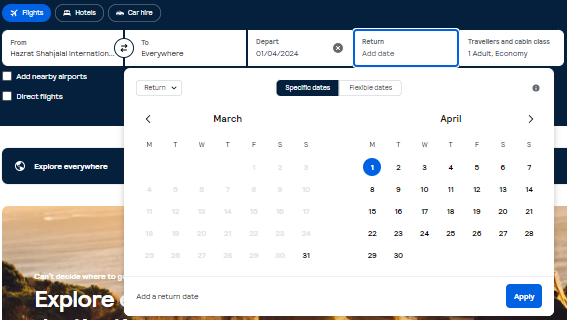 Flights Hotels Car hire
From To Depart Return Travellers and cabin class
Hazrat Shahjalal Internation... Everywhere 01/04/2024 Add date 1 Adult, Economy
Add nearby airports
Direct flights
Return Specific dates Flexible dates
March April
M T W T F S S M T W T F S S
1 2 3 1 2 3 4 5 6 7
4 5 6 7 8 9 10 8 9 10 11 12 13 14
11 12 13 14 15 16 17 15 16 17 18 19 20 21
18 19 20 21 22 23 24 22 23 24 25 26 27 28
25 26 27 28 29 30 31 29 30
Explore everywhere
Can't decide where to g
Explore
Add a return date Apply